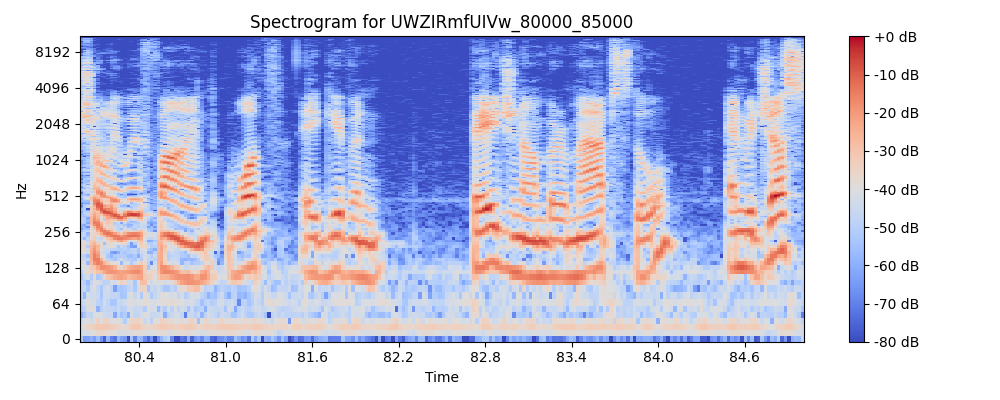 Spectrogram for UWZIRmfUIVw_80000_85000
8192
4096
2048
1024
512
256
128
64
0
Hz
80.4 81.0 81.6 82.2 82.8 83.4 84.0 84.6
Time
+0 dB
-10 dB
-20 dB
-30 dB
-40 dB
-50 dB
-60 dB
-70 dB
-80 dB